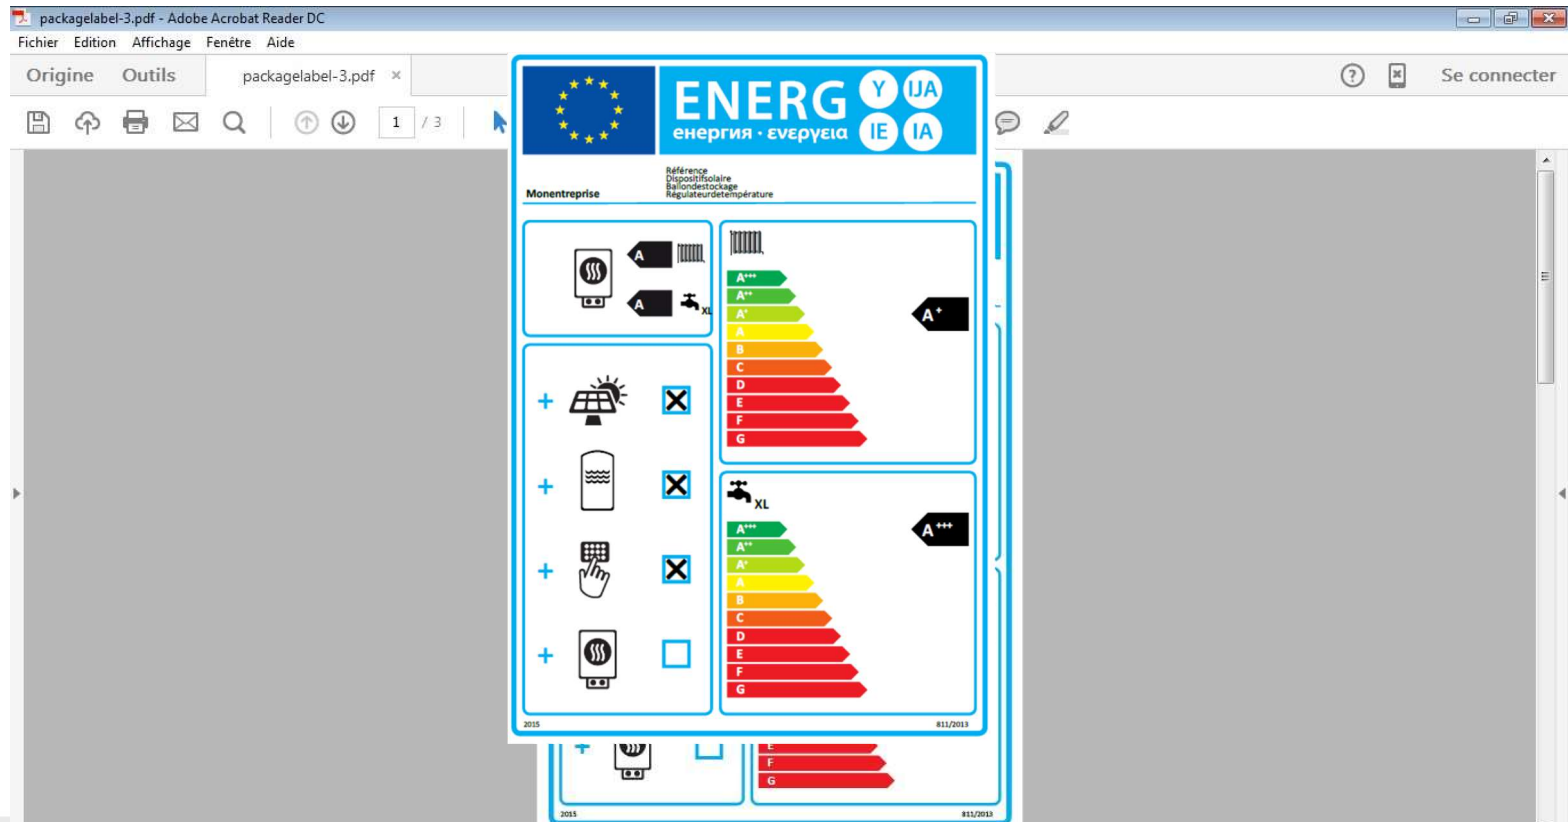 packagelabel-3.pdf - Adobe Acrobat Reader DC
Fichier Edition Affichage Fenêtre Aide
Origine Outils packagelabel-3.pdf × Se connecter
1 / 3
ENERG Y IJA
енергия · ενεργεια IE IA
Référence
Dispositifsolaire
Ballondestockage
Monentreprise Régulateurdetempérature
A
A
XL
A+++
A++
A+
A
B
C
D
E
F
G
A+
+
+
+
+
XL
A+++
A++
A+
A
B
C
D
E
F
G
A+++
2015 811/2013
+
E
F
G
2015 811/2013